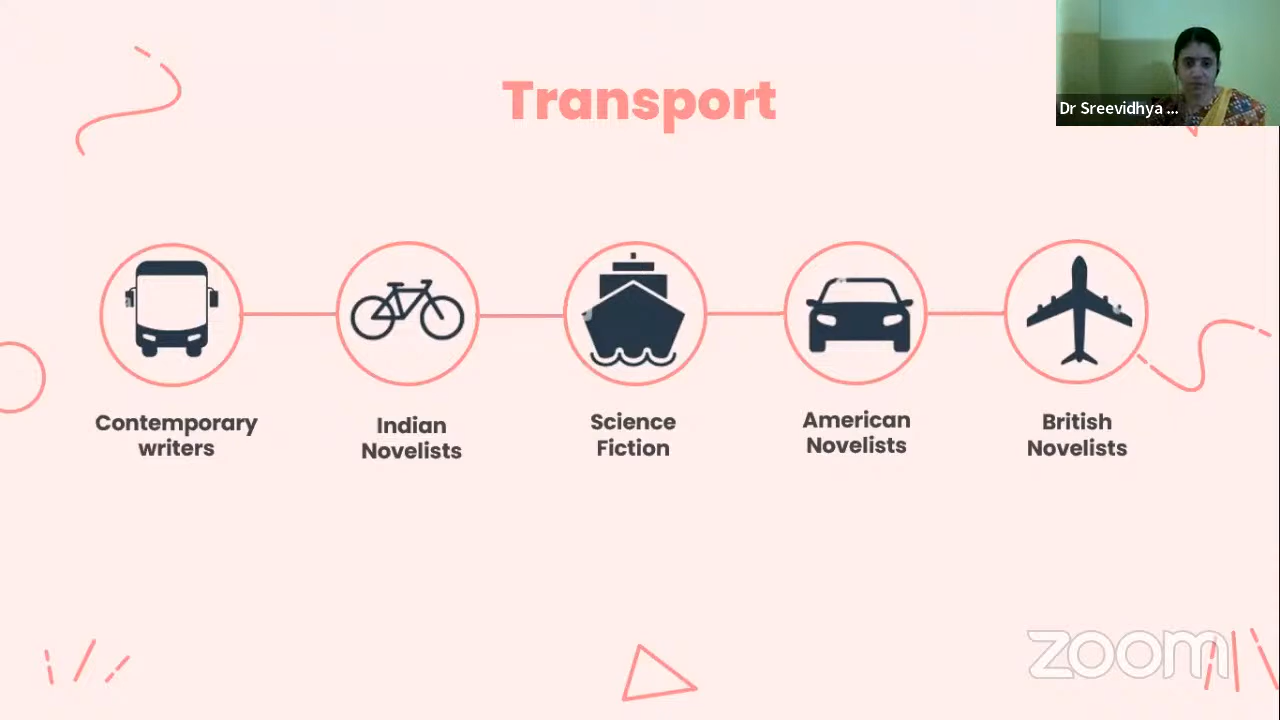 Transport
Dr Sreevidhya ...
Contemporary
writers
Indian
Novelists
Science
Fiction
American
Novelists
British
Novelists
zoom